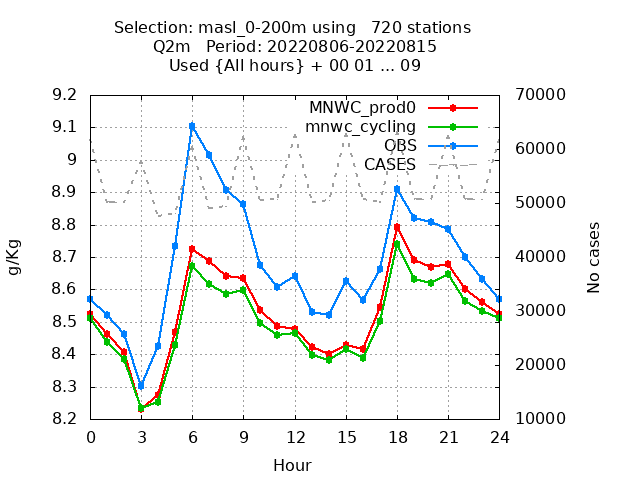 Selection: masl_0-200m using   720 stations
Q2m   Period: 20220806-20220815
Used {All hours} + 00 01 ... 09
9.2
9.1
9
8.9
8.8
8.7
8.6
8.5
8.4
8.3
8.2
g/Kg
MNWC_prod0
mnwc_cycling
OBS
CASES
70000
60000
50000
40000
30000
20000
10000
No cases
0 3 6 9 12 15 18 21 24
Hour